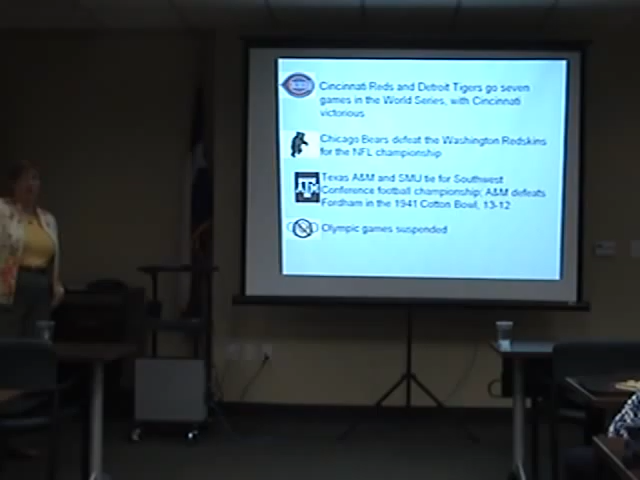 Cincinnati Reds and Detroit Tigers go seven
games in the World Series, with Cincinnati
victorious
Chicago Bears defeat the Washington Redskins
for the NFL championship
Texas A&M and SMU tie for Southwest
Conference football championship; A&M defeats
Fordham in the 1941 Cotton Bowl, 13-12
Olympic games suspended